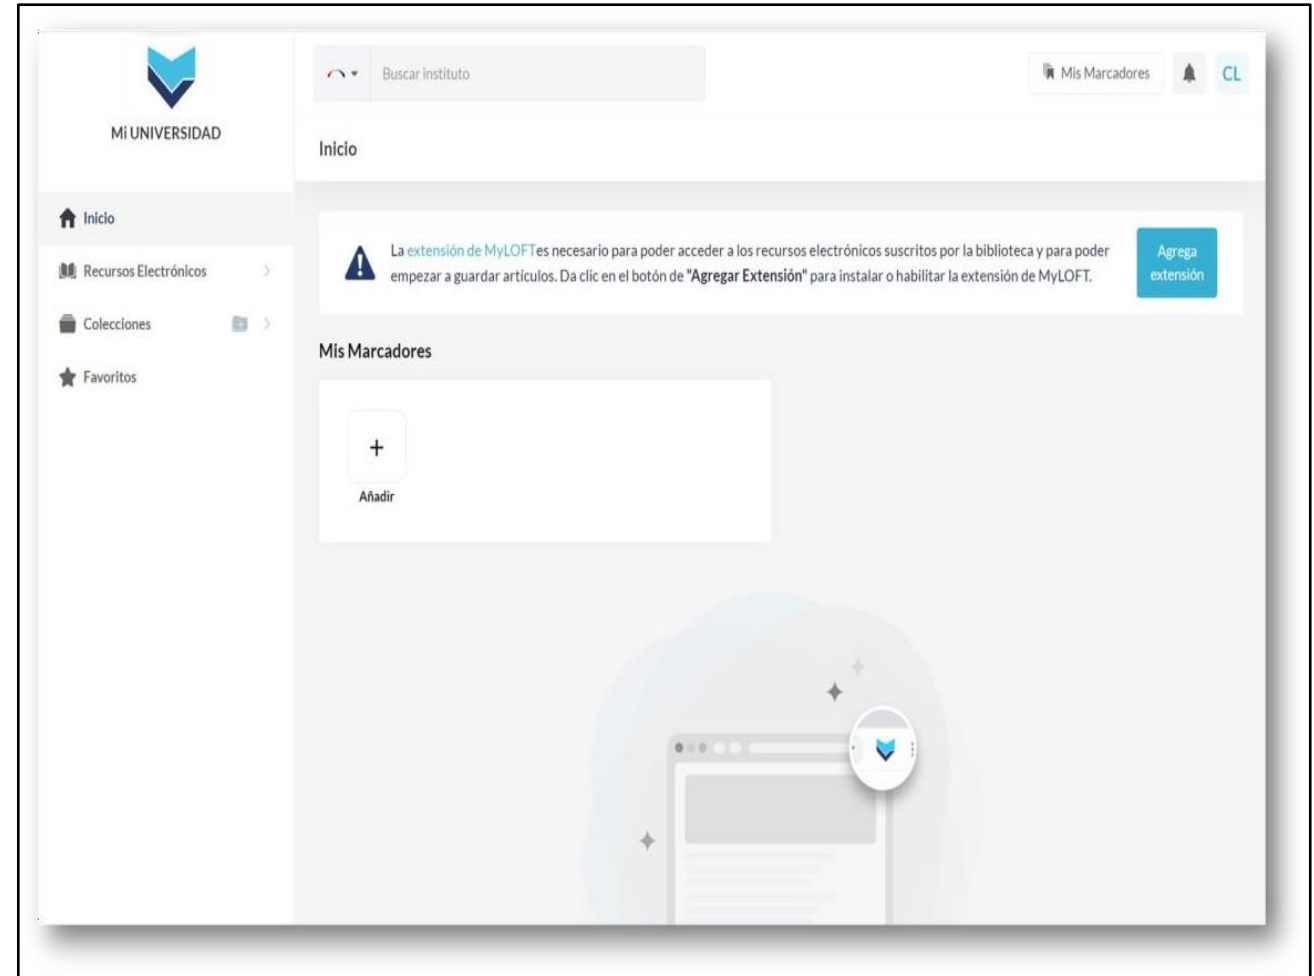 Mi UNIVERSIDAD
Buscar instituto
Mis Marcadores
CL
Inicio
Inicio
Recursos Electrónicos
Colecciones
Favoritos
La extensión de MyLOFTes necesario para poder acceder a los recursos electrónicos suscritos por la biblioteca y para poder
empezar a guardar artículos. Da clic en el botón de "Agregar Extensión" para instalar o habilitar la extensión de MyLOFT.
Agrega
extensión
Mis Marcadores
+
Añadir